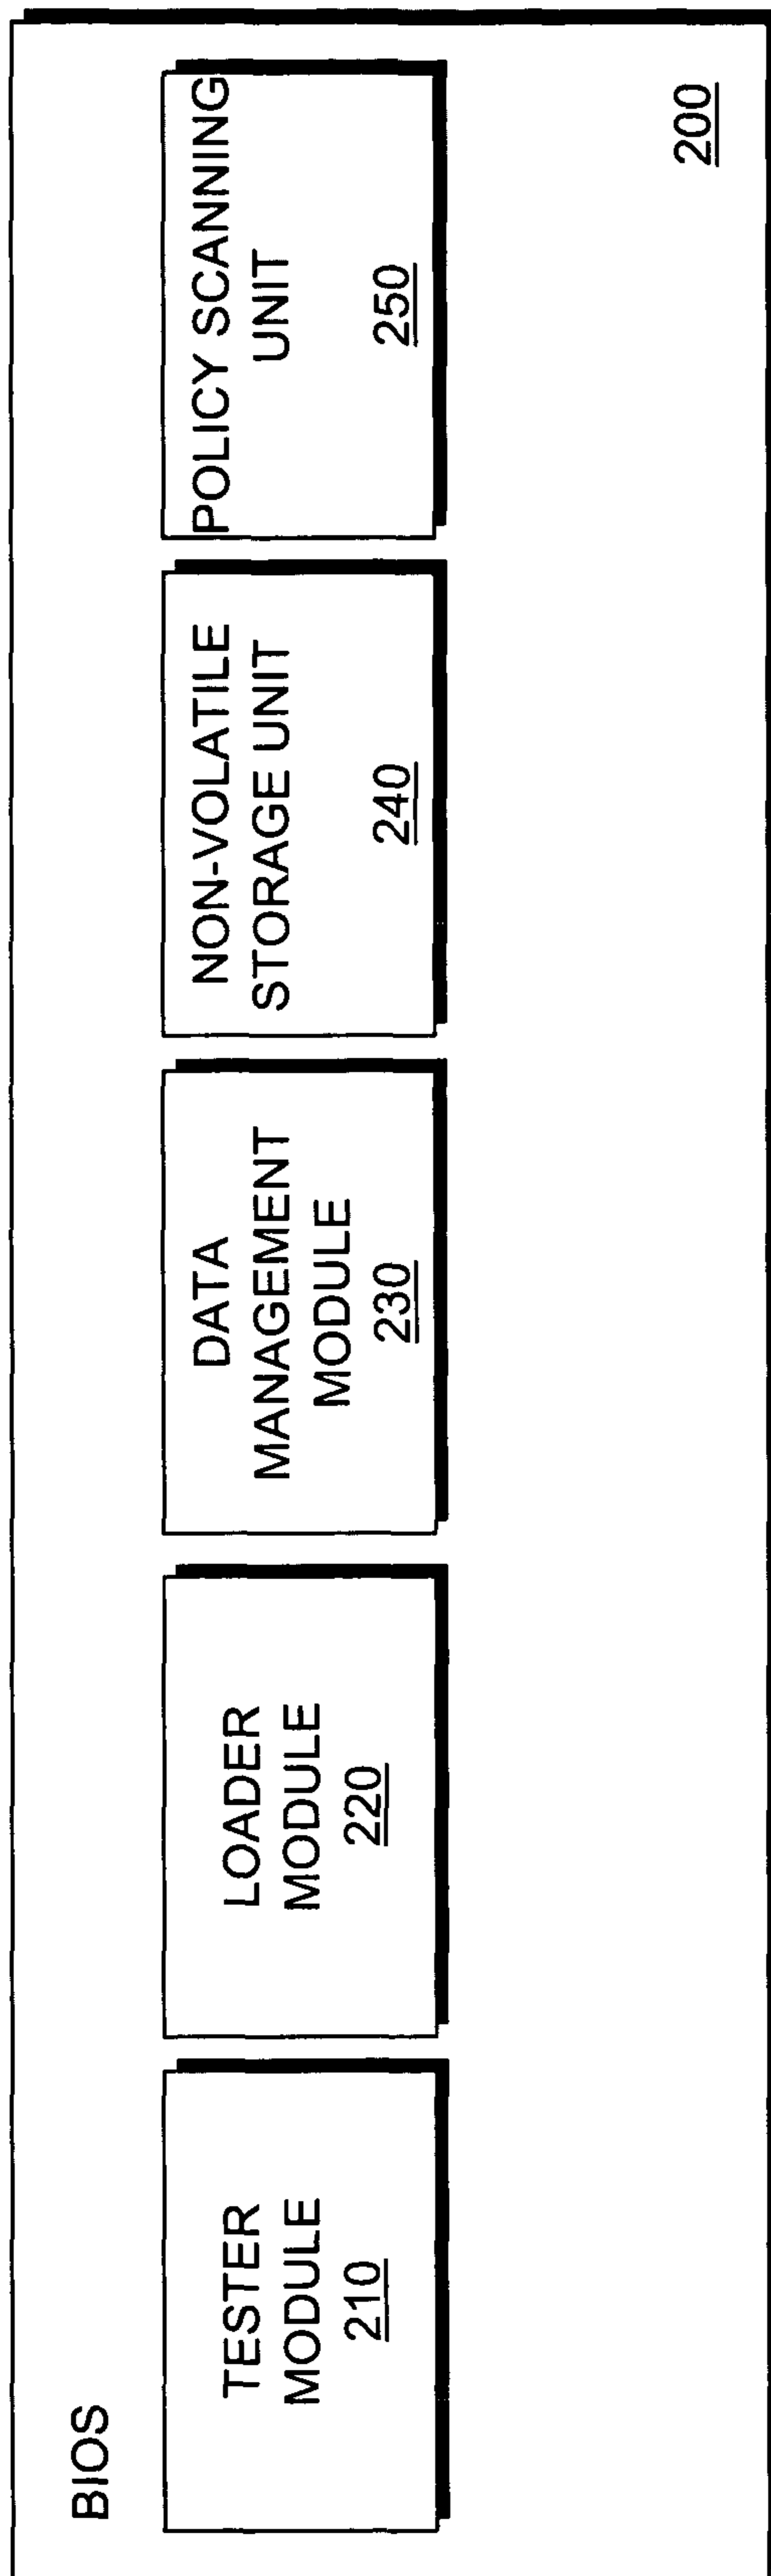 BIOS
TESTER
MODULE
210
LOADER
MODULE
220
DATA
MANAGEMENT
MODULE
230
NON-VOLATILE
STORAGE UNIT
240
POLICY SCANNING
UNIT
250
200